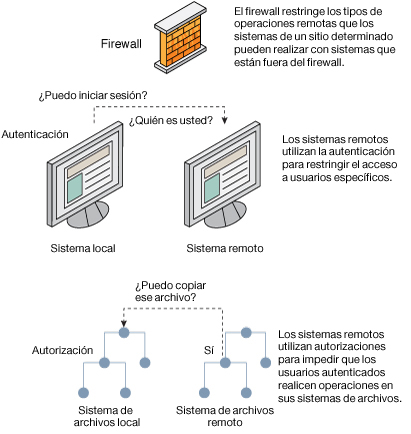 Firewall
El firewall restringe los tipos de
operaciones remotas que los
sistemas de un sitio determinado
pueden realizar con sistemas que
están fuera del firewall.
¿Puedo iniciar sesión?
Autenticación
¿Quién es usted?
Los sistemas remotos
utilizan la autenticación
para restringir el acceso
a usuarios específicos.
Sistema local
Sistema remoto
¿Puedo copiar
ese archivo?
Autorización
Sí
Los sistemas remotos
utilizan autorizaciones
para impedir que los
usuarios autenticados
realicen operaciones en
sus sistemas de archivos.
Sistema de
archivos local
Sistema de archivos
remoto